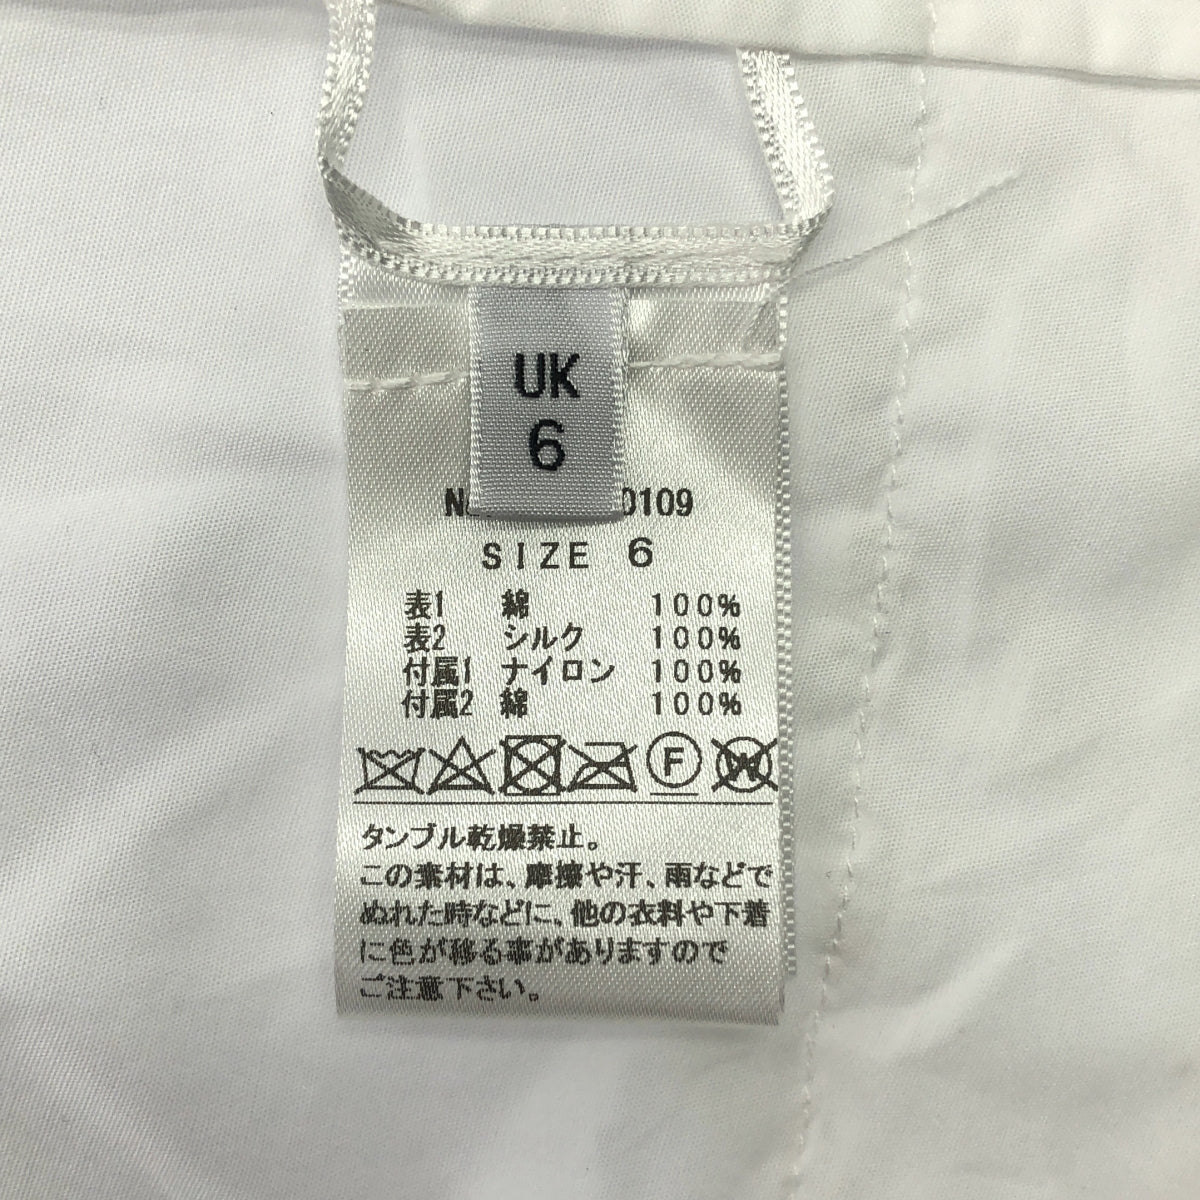 UK
6
0109
SIZE 6
表1 綿 100%
表2 シルク 100%
付属1 ナイロン 100%
付属2 綿 100%
F
W
タンブル乾燥禁止。
この素材は、摩擦や汗、雨などで
ぬれた時などに、他の衣料や下着
に色が移る事がありますので
ご注意下さい。